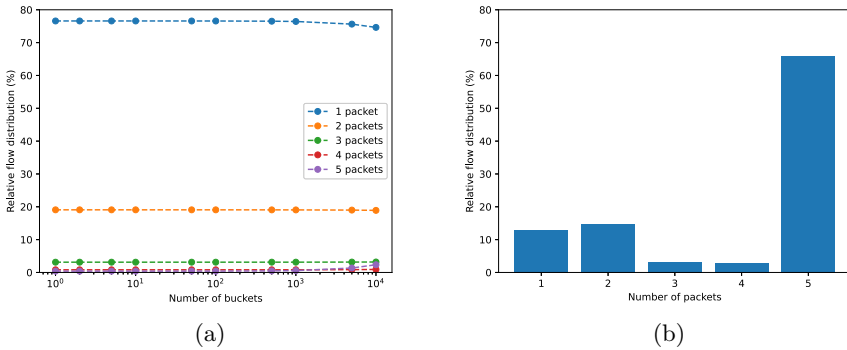 80
70
60
50
40
30
20
10
0
Relative flow distribution (%)
1 packet
2 packets
3 packets
4 packets
5 packets
10^0
10^1
10^2
10^3
10^4
Number of buckets
(a)
80
70
60
50
40
30
20
10
0
Relative flow distribution (%)
1
2
3
4
5
Number of packets
(b)